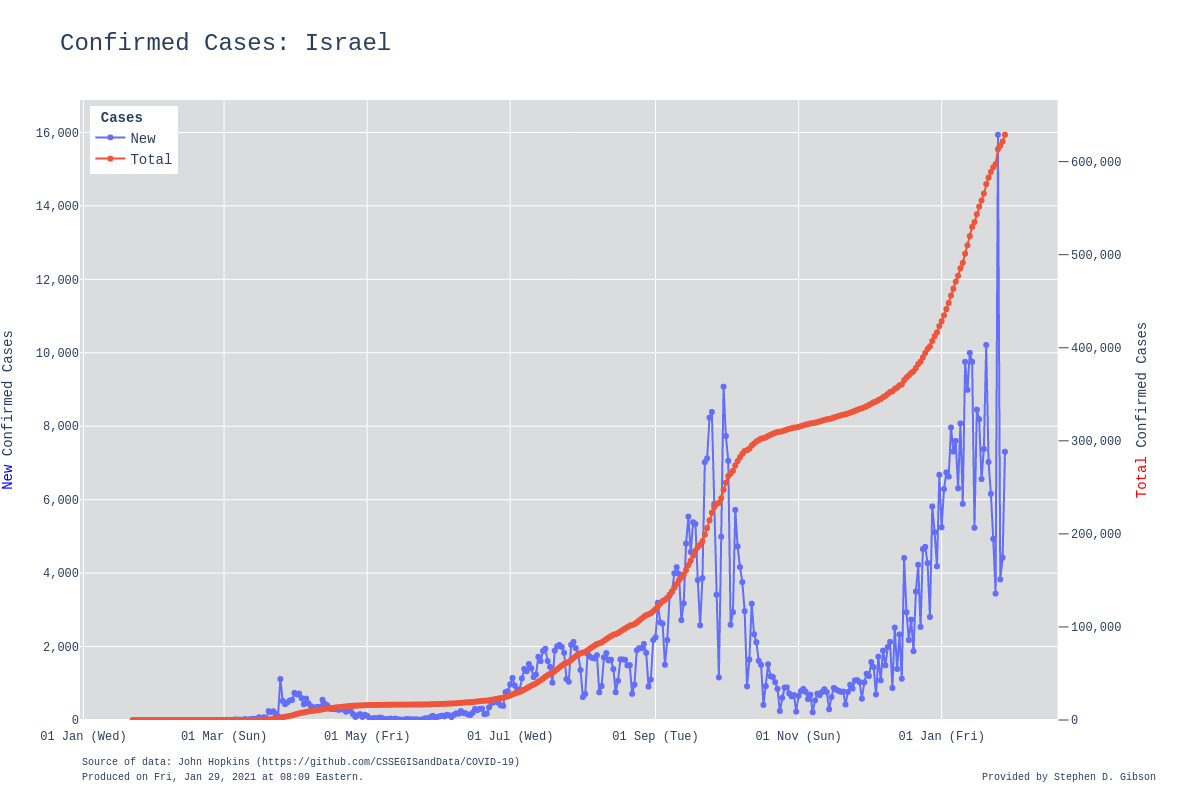 Confirmed Cases: Israel
Cases
New
Total
16,000
14,000
12,000
10,000
8,000
6,000
4,000
2,000
0
New Confirmed Cases
600,000
500,000
400,000
300,000
200,000
100,000
0
Total Confirmed Cases
01 Jan (Wed) 01 Mar (Sun) 01 May (Fri) 01 Jul (Wed) 01 Sep (Tue) 01 Nov (Sun) 01 Jan (Fri)
Source of data: John Hopkins (https://github.com/CSSEGISandData/COVID-19)
Produced on Fri, Jan 29, 2021 at 08:09 Eastern.
Provided by Stephen D. Gibson